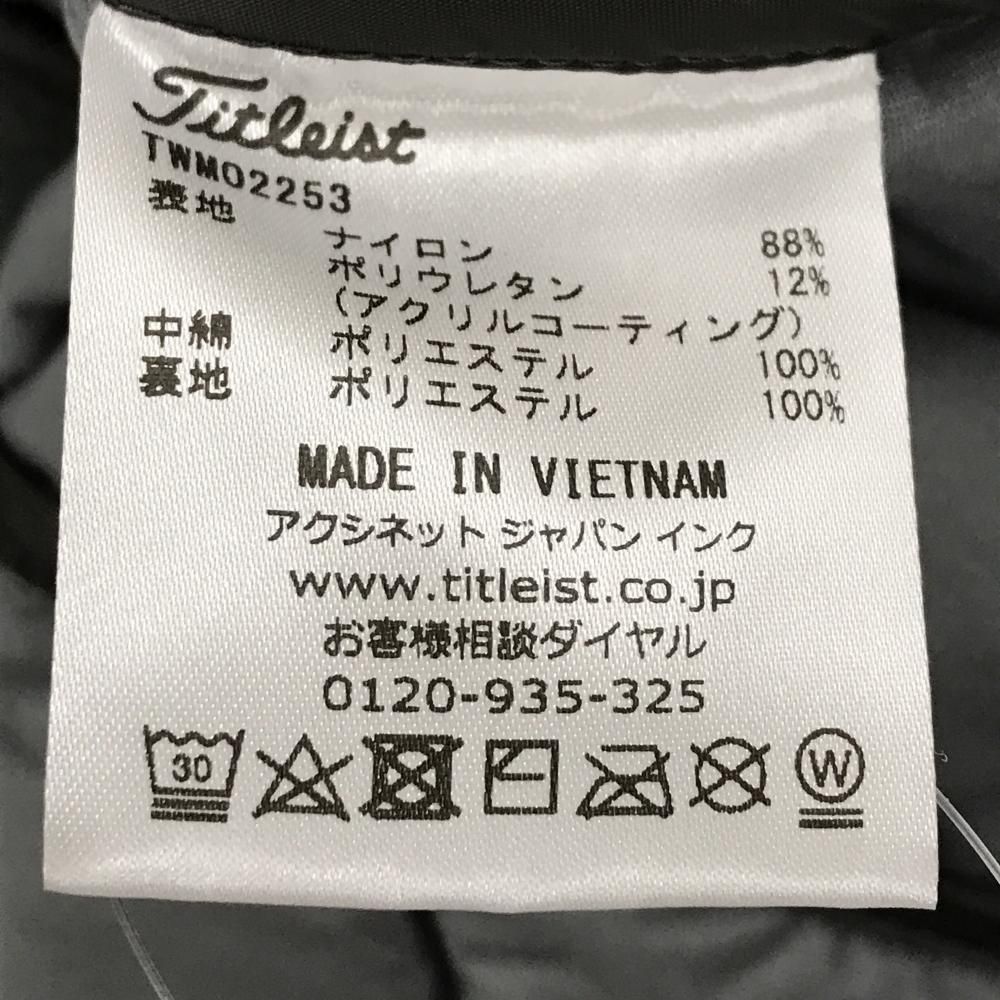 Titleist
TWMO2253
表地
ナイロン 88%
ポリウレタン 12%
(アクリルコーティング)
中綿 ポリエステル 100%
裏地 ポリエステル 100%
MADE IN VIETNAM
アクシネット ジャパン インク
www.titleist.co.jp
お客様相談ダイヤル
0120-935-325
30 W